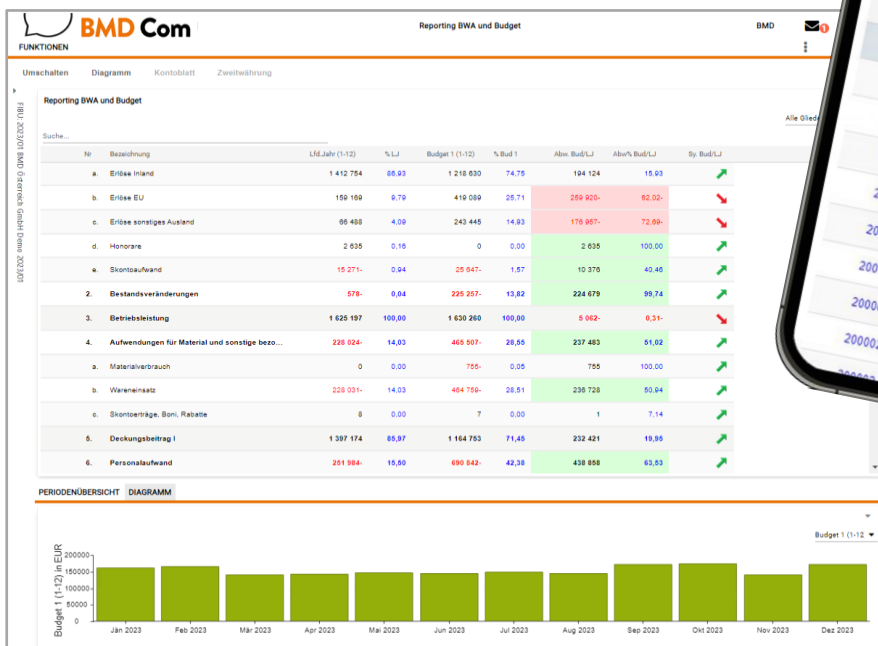 BMD Com
Reporting BWA und Budget
BMD
FUNKTIONEN
Umschalten Diagramm Kontoblatt Zweitwährung
FIBU: 2023/01 BMD Österreich GmbH Demo 2023/01
Reporting BWA und Budget
Alle Gliede
Suche...
Nr Bezeichnung Lfd.Jahr (1-12) % LJ Budget 1 (1-12) % Bud 1 Abw. Bud/LJ Abw% Bud/LJ Sy. Bud/LJ
a. Erlöse Inland 1 412 754 86,93 1 218 630 74,75 194 124 15,93
b. Erlöse EU 159 169 9,79 419 089 25,71 259 920- 62,02-
c. Erlöse sonstiges Ausland 66 488 4,09 243 445 14,93 176 957- 72,69-
d. Honorare 2 635 0,16 0 0,00 2 635 100,00
e. Skontoaufwand 15 271- 0,94 25 647- 1,57 10 376 40,46
2. Bestandsveränderungen 578- 0,04 225 257- 13,82 224 679 99,74
3. Betriebsleistung 1 625 197 100,00 1 630 260 100,00 5 062- 0,31-
4. Aufwendungen für Material und sonstige bezo... 228 024- 14,03 465 507- 28,55 237 483 51,02
a. Materialverbrauch 0 0,00 755- 0,05 755 100,00
b. Wareneinsatz 228 031- 14,03 464 759- 28,51 236 728 50,94
c. Skontoerträge, Boni, Rabatte 8 0,00 7 0,00 1 7,14
5. Deckungsbeitrag I 1 397 174 85,97 1 164 753 71,45 232 421 19,95
6. Personalaufwand 251 984- 15,50 690 842- 42,38 438 858 63,53
PERIODENÜBERSICHT DIAGRAMM
Budget 1 (1-12
Budget 1 (1-12) in EUR
200000
150000
100000
50000
0
Jän 2023 Feb 2023 Mär 2023 Apr 2023 Mai 2023 Jun 2023 Jul 2023 Aug 2023 Sep 2023 Okt 2023 Nov 2023 Dez 2023